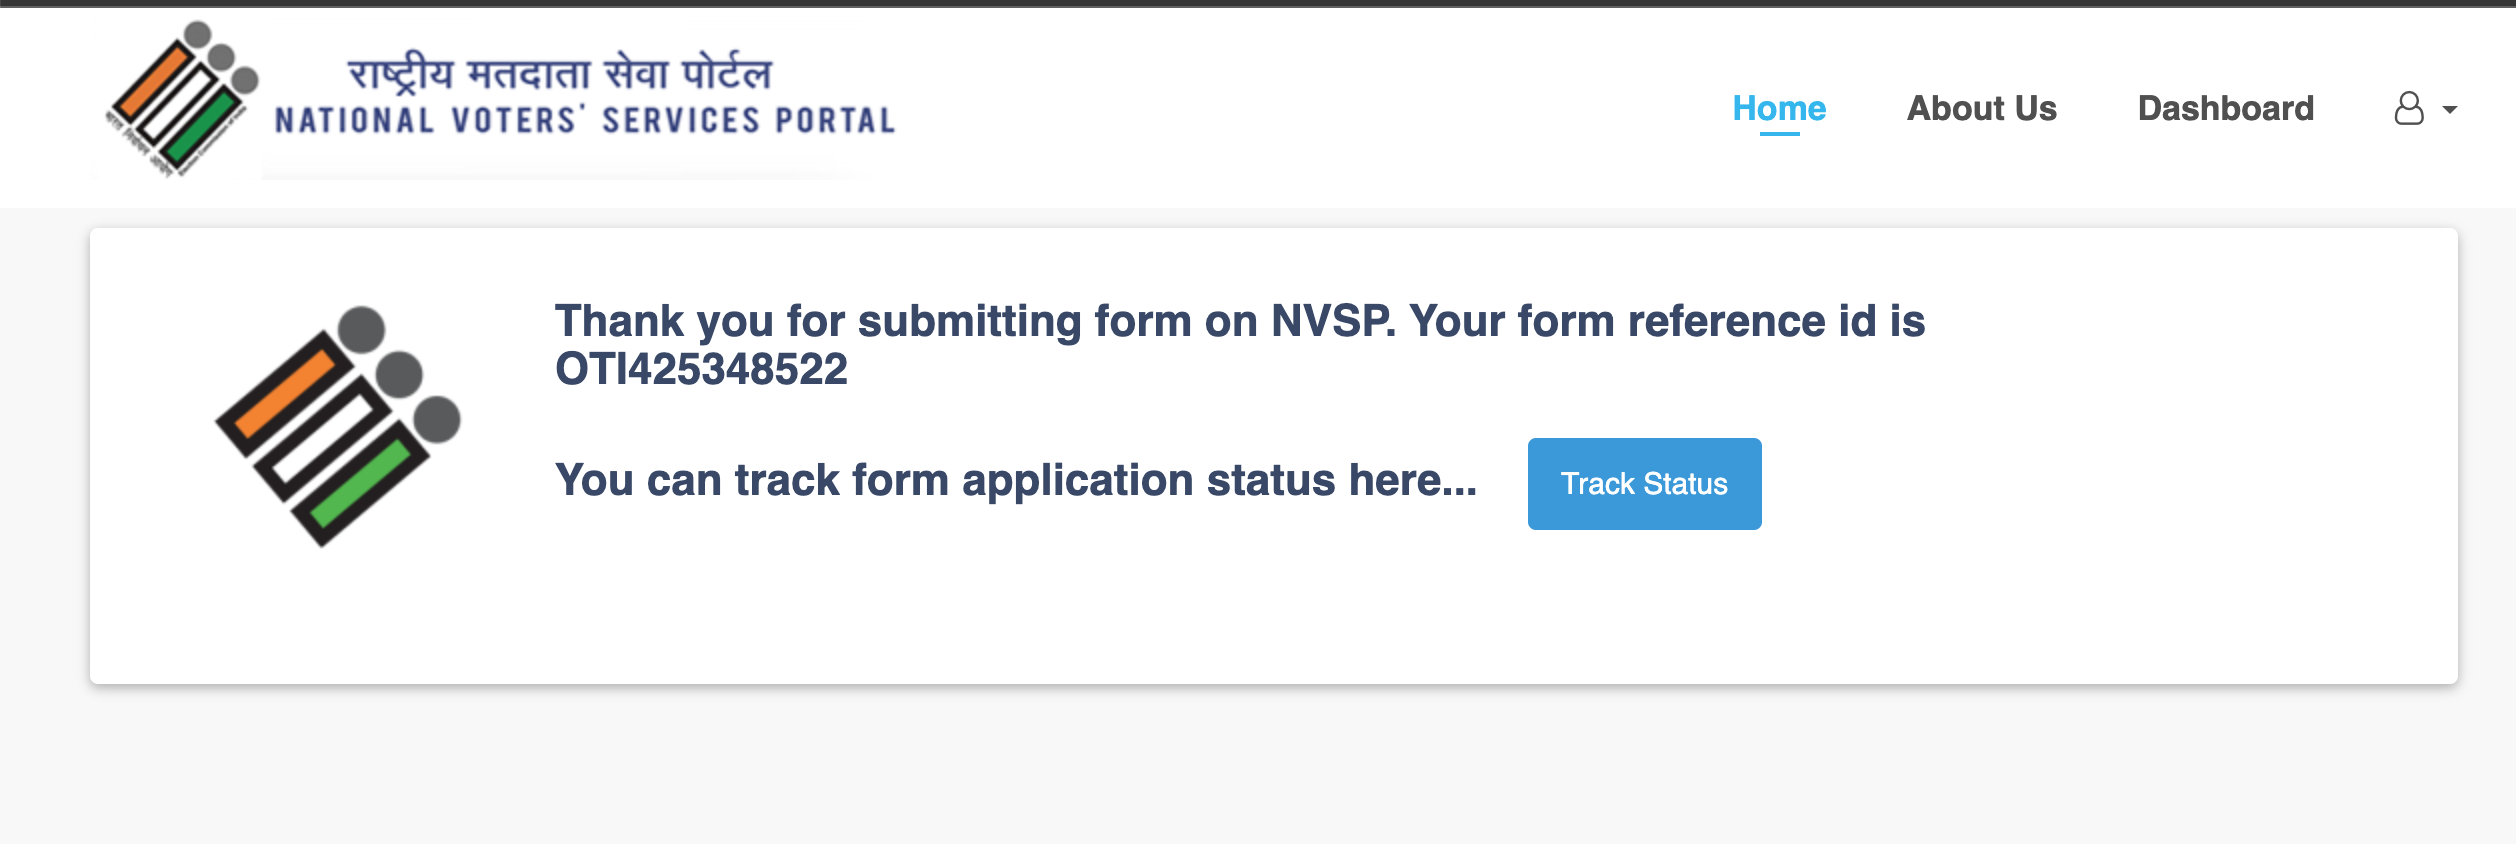 राष्ट्रीय मतदाता सेवा पोर्टल
NATIONAL VOTERS' SERVICES PORTAL
Home
About Us
Dashboard
Thank you for submitting form on NVSP. Your form reference id is
OTI425348522
You can track form application status here...
Track Status